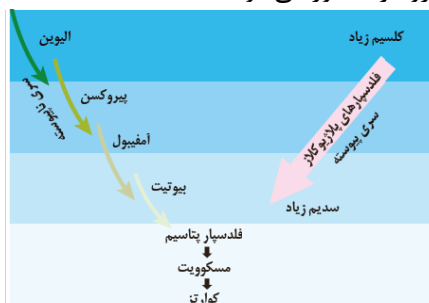 الیوین
کلسیم زیاد
سری ناپیوسته
پیروکسن
فلدسپارهای پلاژیوکلاز
سری پیوسته
آمفیبول
بیوتیت
سدیم زیاد
فلدسپار پتاسیم
مسکوویت
کوارتز